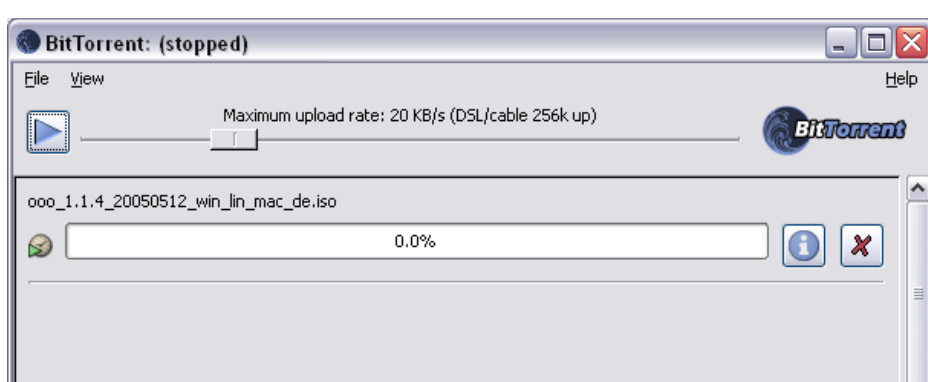 BitTorrent: (stopped)
File View Help
Maximum upload rate: 20 KB/s (DSL/cable 256k up)
BitTorrent
ooo_1.1.4_20050512_win_lin_mac_de.iso
0.0%